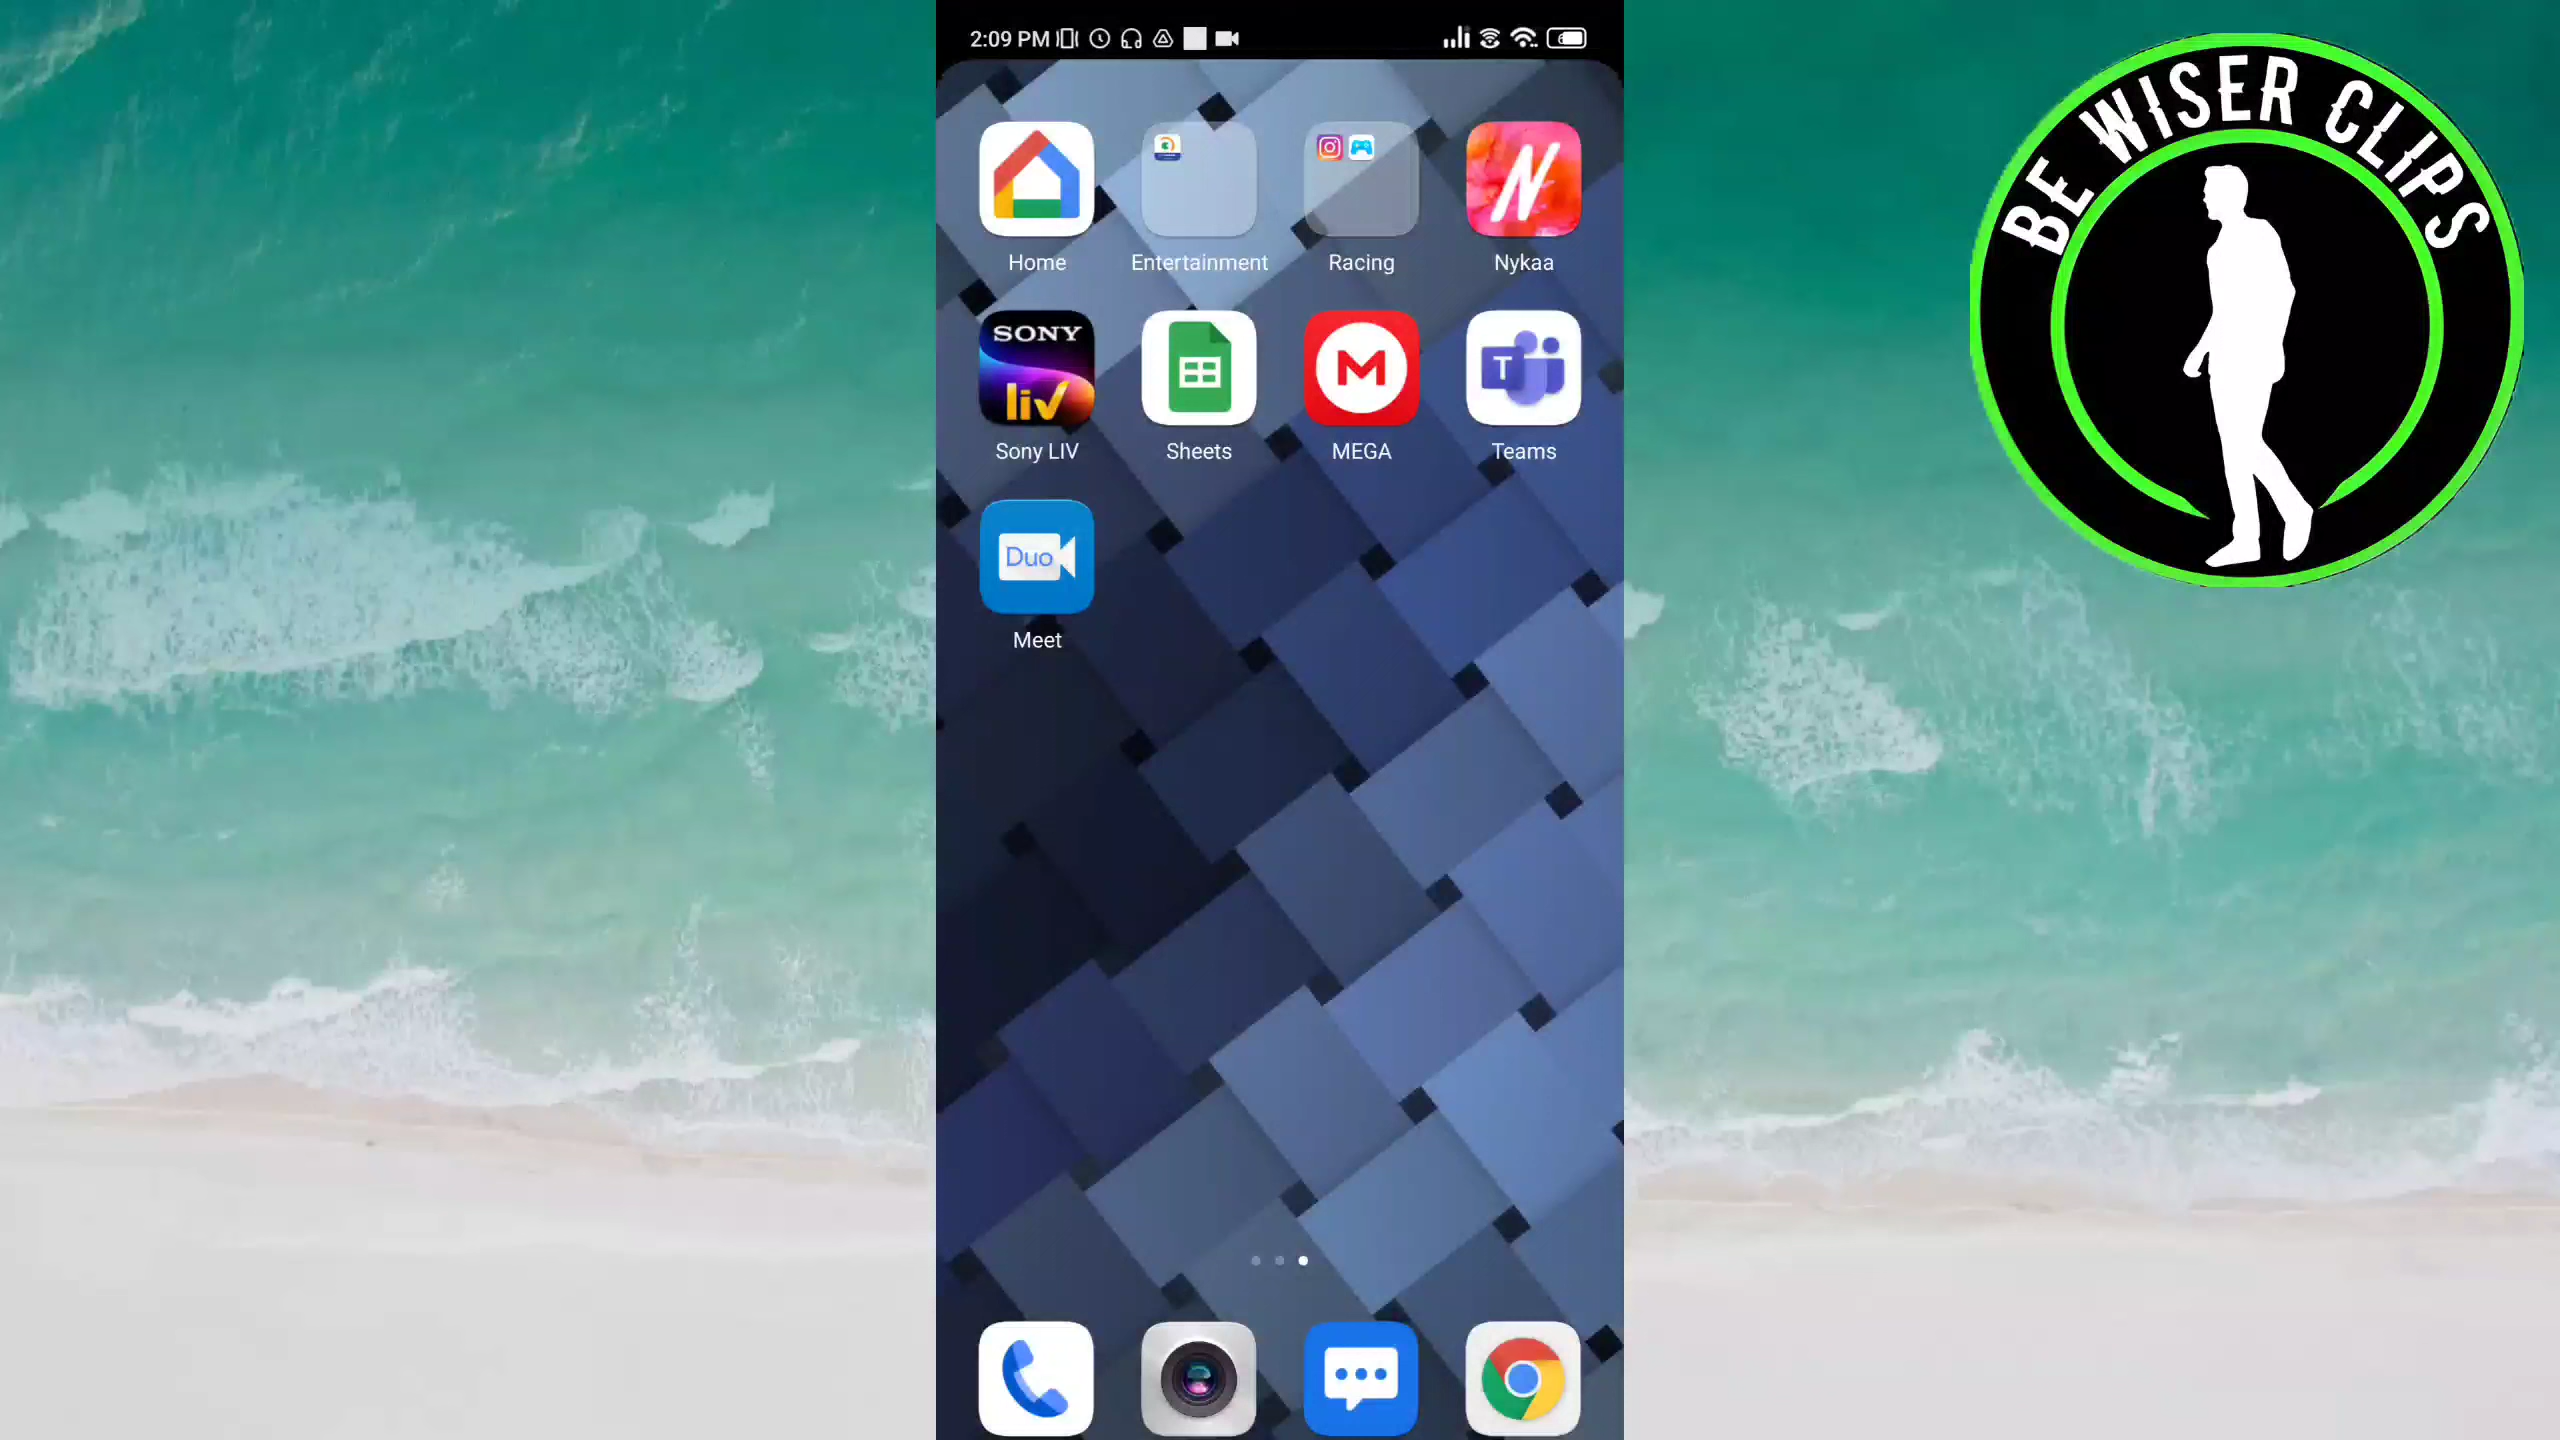 2:09 PM
BE WISER CLIPS
Home
Entertainment
Racing
Nykaa
SONY
liv
Sony LIV
Sheets
M
MEGA
T
Teams
Duo
Meet